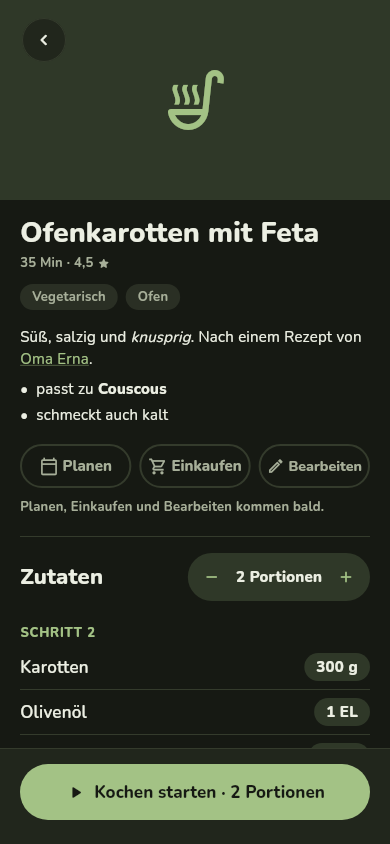 Ofenkarotten mit Feta
35 Min · 4,5 ★
Vegetarisch Ofen
Süß, salzig und knusprig. Nach einem Rezept von
Oma Erna.
• passt zu Couscous
• schmeckt auch kalt
Planen Einkaufen Bearbeiten
Planen, Einkaufen und Bearbeiten kommen bald.
Zutaten − 2 Portionen +
SCHRITT 2
Karotten 300 g
Olivenöl 1 EL
Kochen starten · 2 Portionen